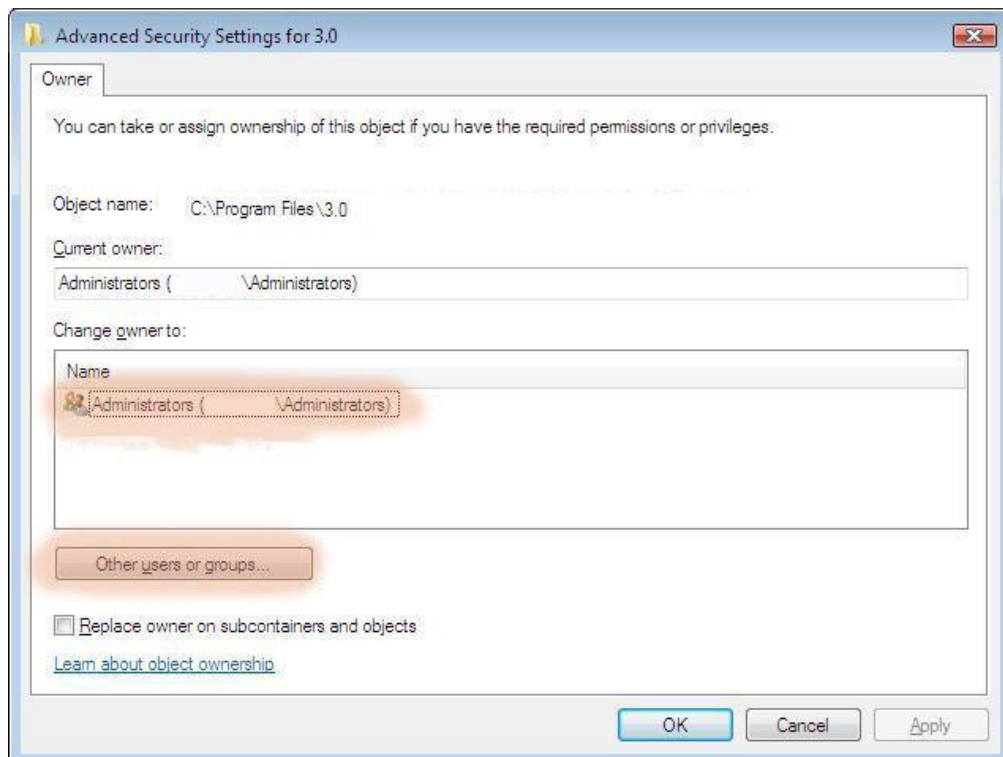 Advanced Security Settings for 3.0
Owner
You can take or assign ownership of this object if you have the required permissions or privileges.
Object name: C:\Program Files\3.0
Current owner:
Administrators ( \Administrators)
Change owner to:
Name
Administrators ( \Administrators)
Other users or groups...
Replace owner on subcontainers and objects
Learn about object ownership
OK Cancel Apply